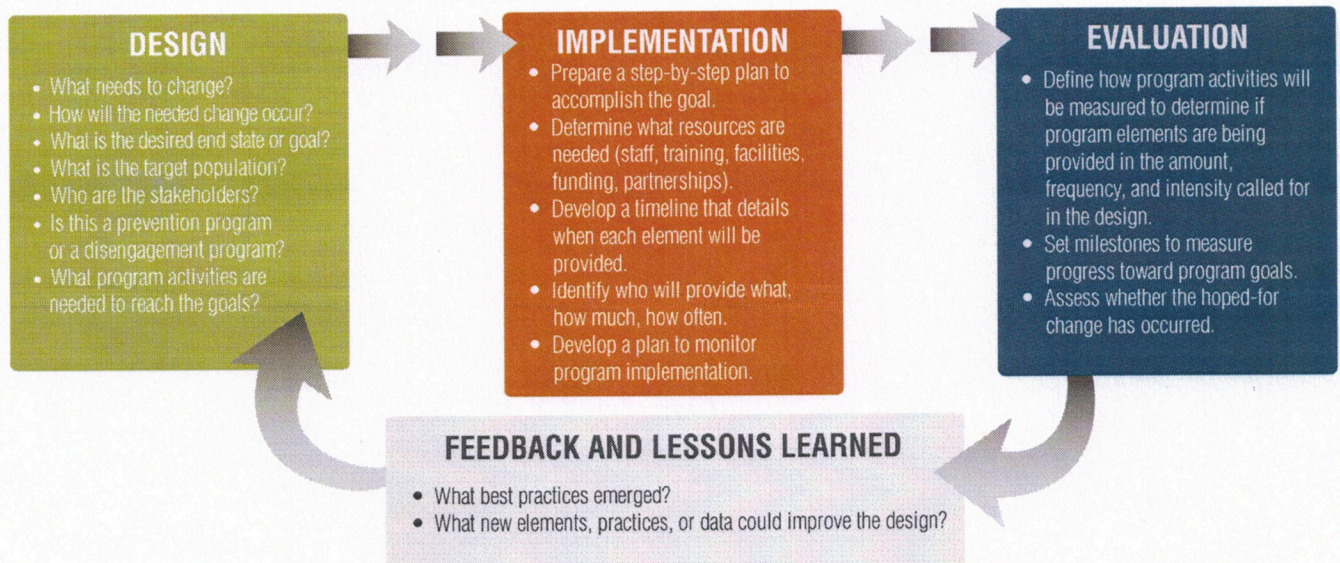 DESIGN
• What needs to change?
• How will the needed change occur?
• What is the desired end state or goal?
• What is the target population?
• Who are the stakeholders?
• Is this a prevention program
or a disengagement program?
• What program activities are
needed to reach the goals?
IMPLEMENTATION
• Prepare a step-by-step plan to
accomplish the goal.
• Determine what resources are
needed (staff, training, facilities,
funding, partnerships).
• Develop a timeline that details
when each element will be
provided.
• Identify who will provide what,
how much, how often.
• Develop a plan to monitor
program implementation.
EVALUATION
• Define how program activities will
be measured to determine if
program elements are being
provided in the amount,
frequency, and intensity called for
in the design.
• Set milestones to measure
progress toward program goals.
• Assess whether the hoped-for
change has occurred.
FEEDBACK AND LESSONS LEARNED
• What best practices emerged?
• What new elements, practices, or data could improve the design?